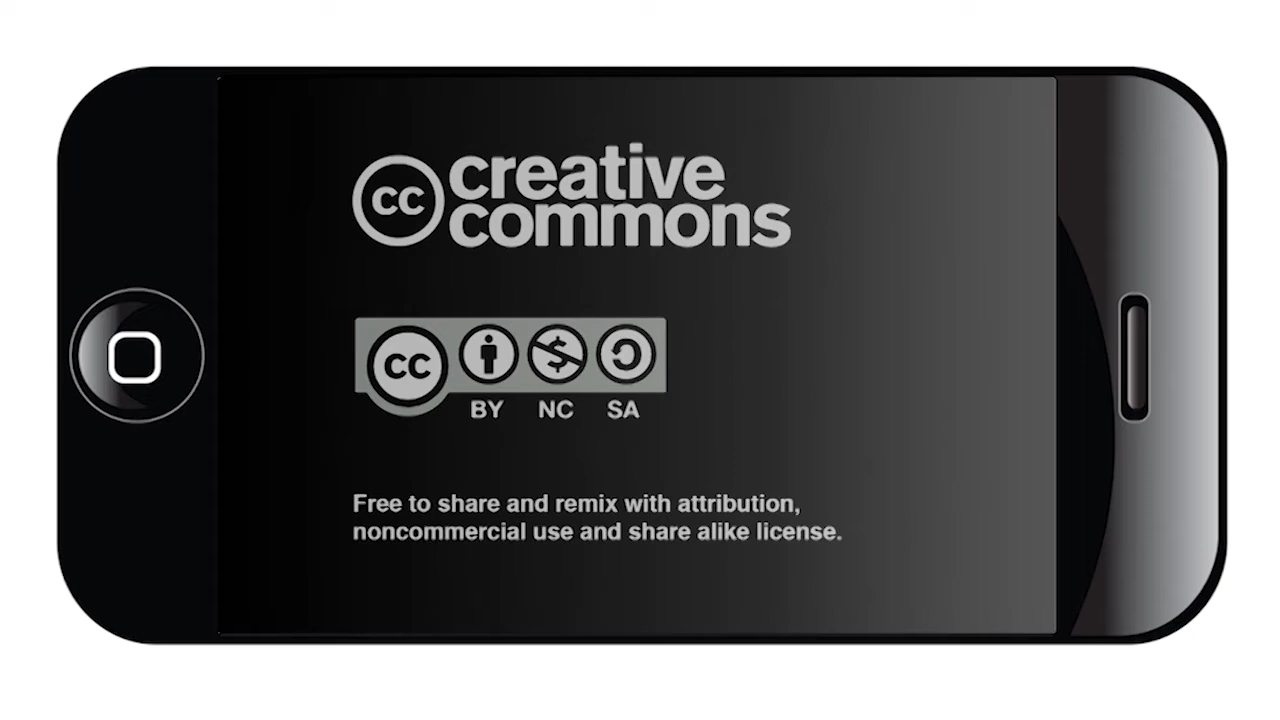 cc creative
commons
cc
BY NC SA
Free to share and remix with attribution,
noncommercial use and share alike license.